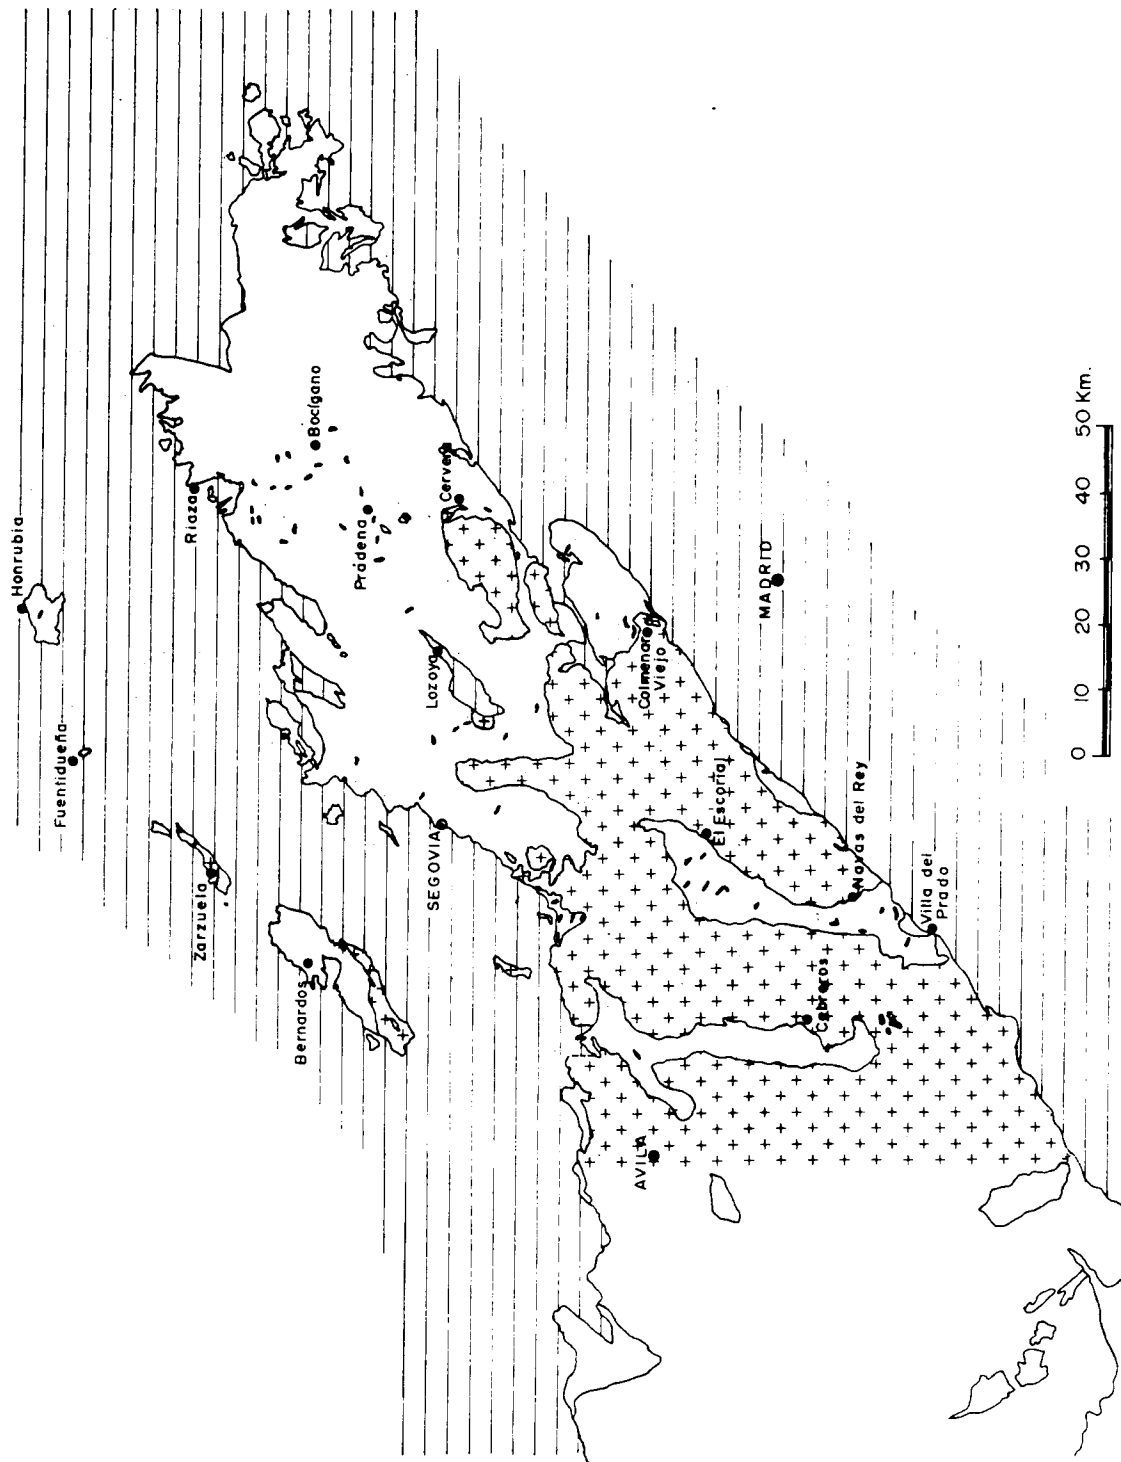 Honrubia
Fuentidueña
Riaza
Zarzuela
Bocígano
Bernardos
Prádena
Cervera
SEGOVIA
Lozoya
MADRID
Colmenar
Viejo
El Escorial
AVILA
Cebreros
Navas del Rey
Villa del
Prado
0 10 20 30 40 50 Km.